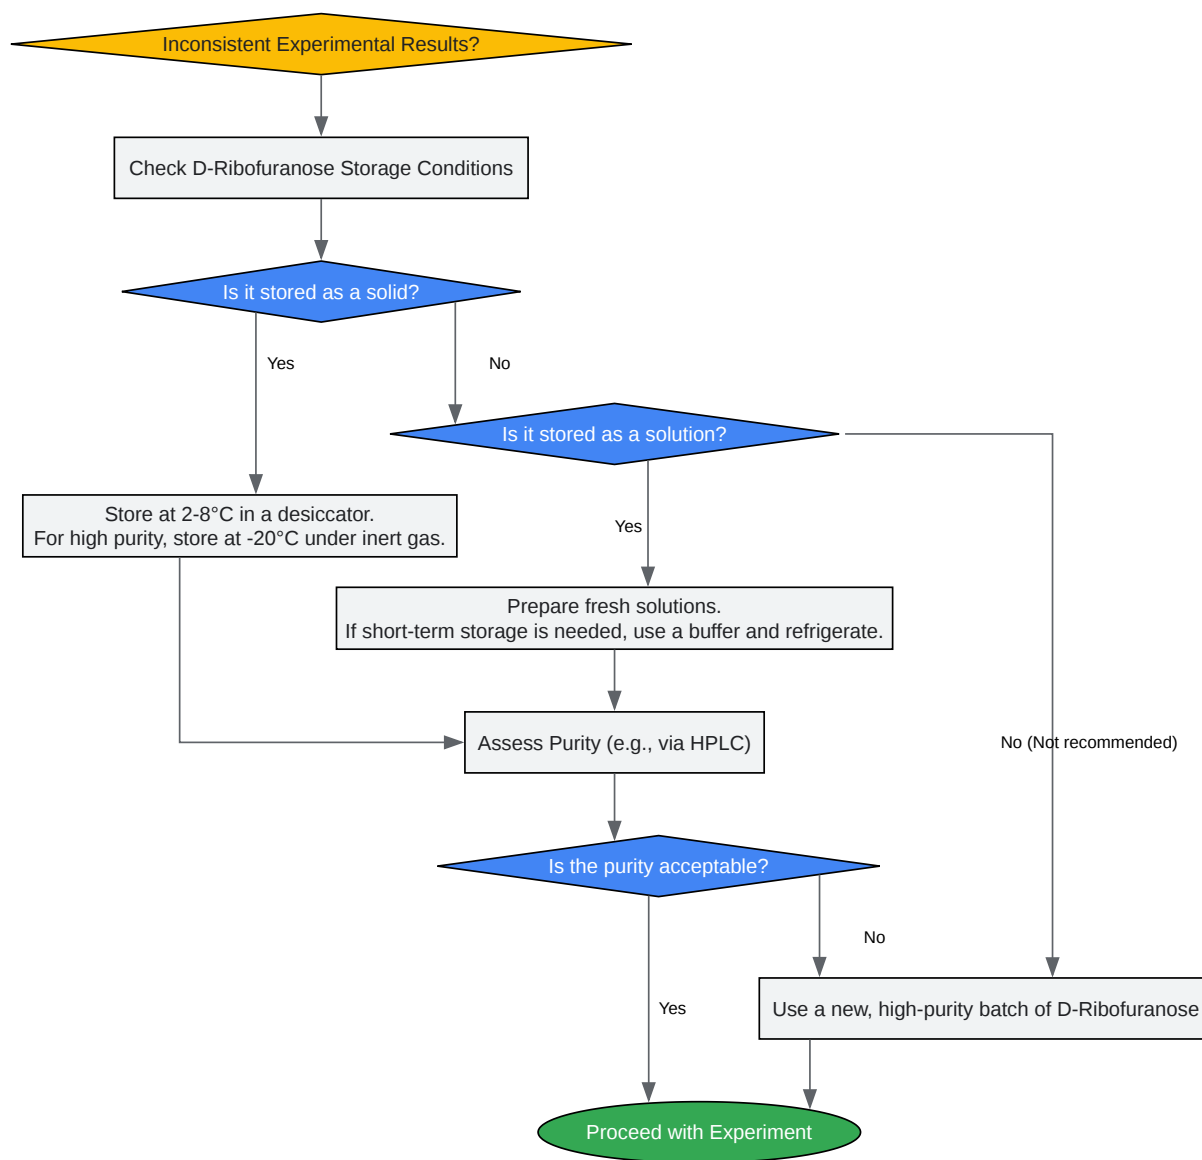 Inconsistent Experimental Results?
Check D-Ribofuranose Storage Conditions
Is it stored as a solid?
Yes
No
Is it stored as a solution?
Store at 2-8°C in a desiccator.
For high purity, store at -20°C under inert gas.
Yes
Prepare fresh solutions.
If short-term storage is needed, use a buffer and refrigerate.
Assess Purity (e.g., via HPLC)
No (Not recommended)
Is the purity acceptable?
No
Yes
Use a new, high-purity batch of D-Ribofuranose
Proceed with Experiment